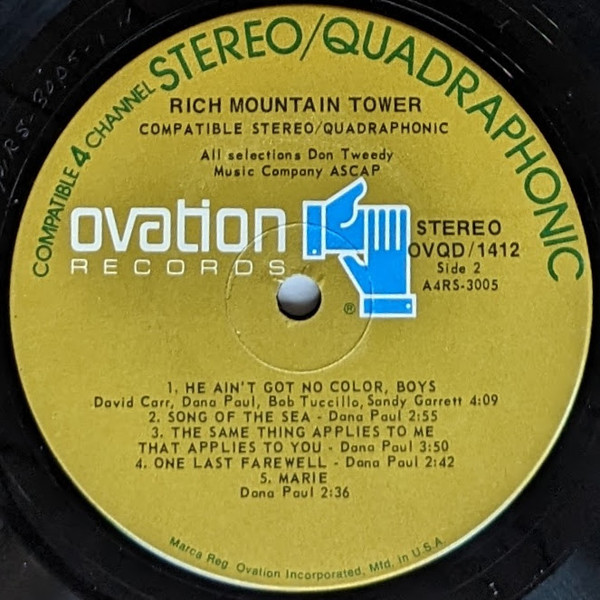 COMPATIBLE 4 CHANNEL STEREO/QUADRAPHONIC
RICH MOUNTAIN TOWER
COMPATIBLE STEREO/QUADRAPHONIC
All selections Don Tweedy
Music Company ASCAP
ovation
RECORDS
®
STEREO
OVQD/1412
Side 2
A4RS-3005
1. HE AIN'T GOT NO COLOR, BOYS
David Carr, Dana Paul, Bob Tuccillo, Sandy Garrett 4:09
2. SONG OF THE SEA - Dana Paul 2:55
3. THE SAME THING APPLIES TO ME
THAT APPLIES TO YOU - Dana Paul 3:50
4. ONE LAST FAREWELL - Dana Paul 2:42
5. MARIE
Dana Paul 2:36
Marca Reg. Ovation Incorporated, Mfd. in U.S.A.